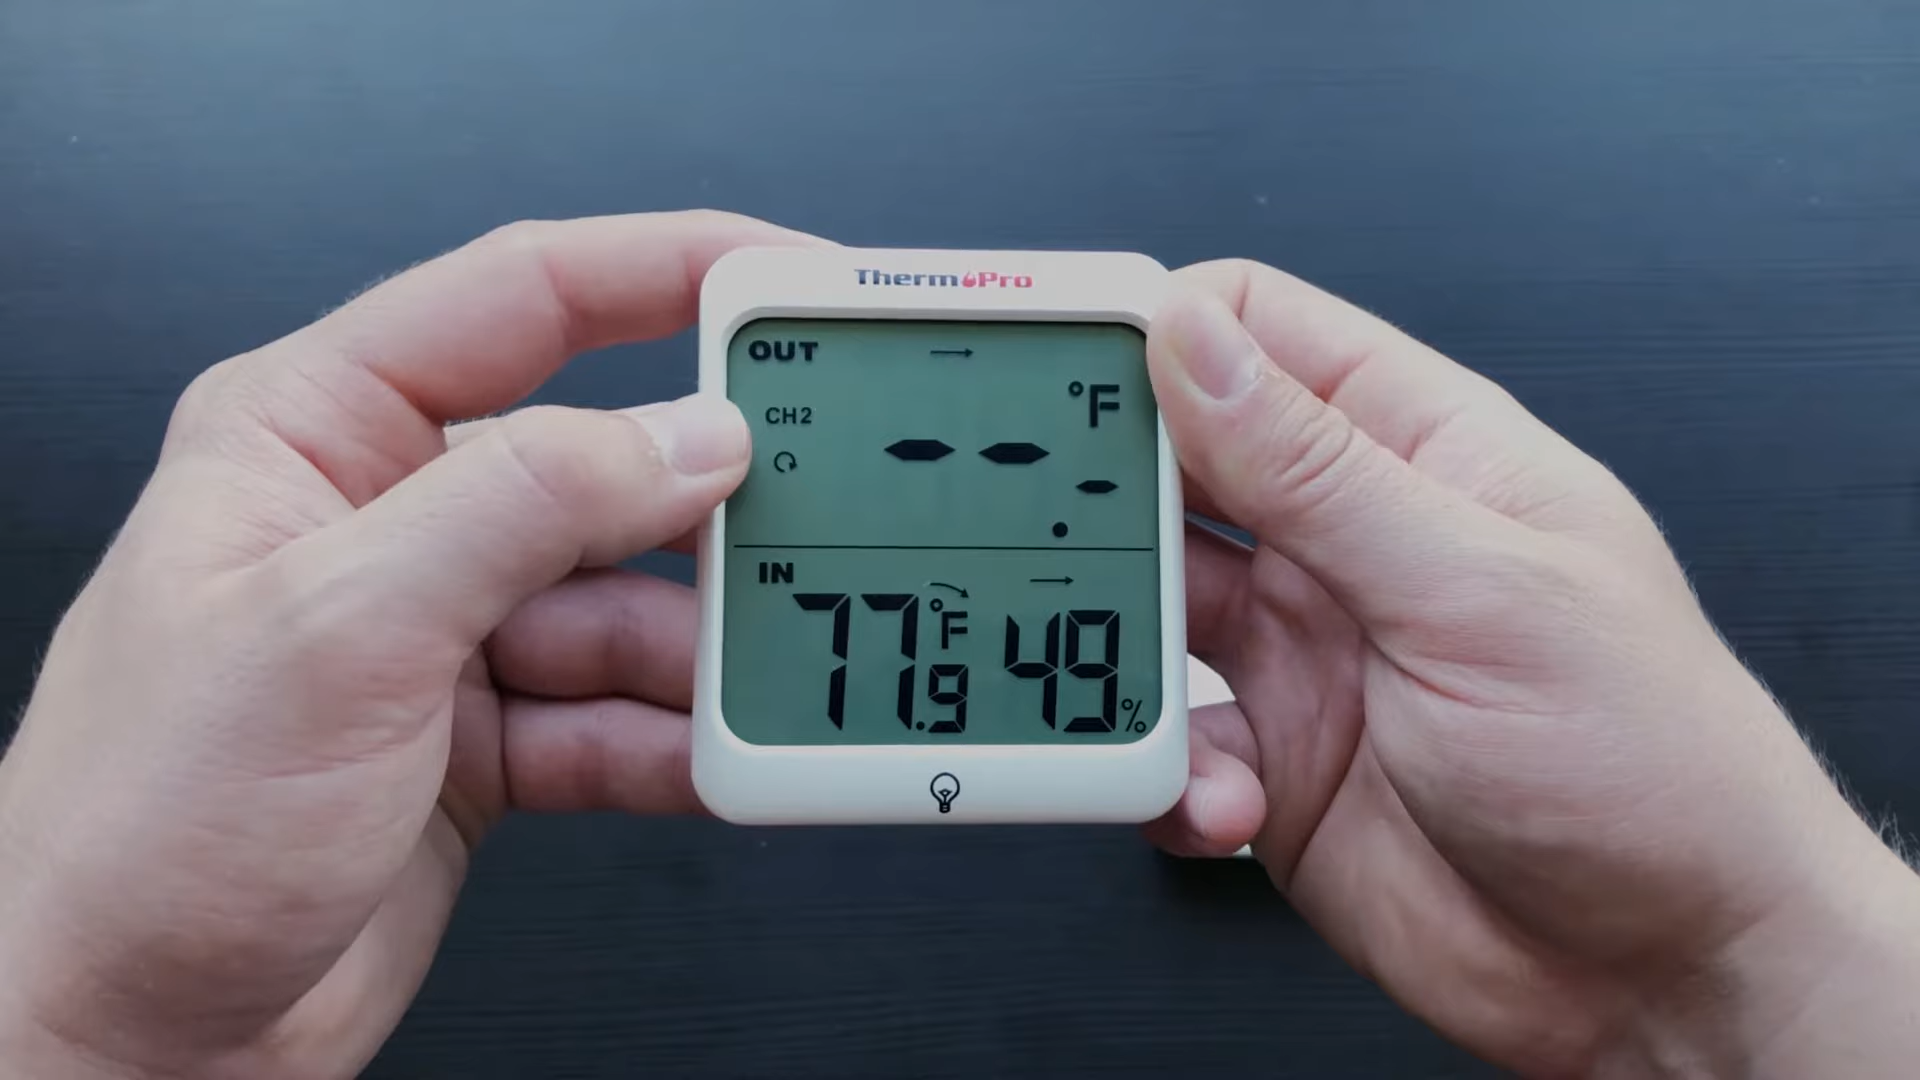 ThermoPro
OUT →
°F
CH2
--.-
IN
77.9 °F 49%